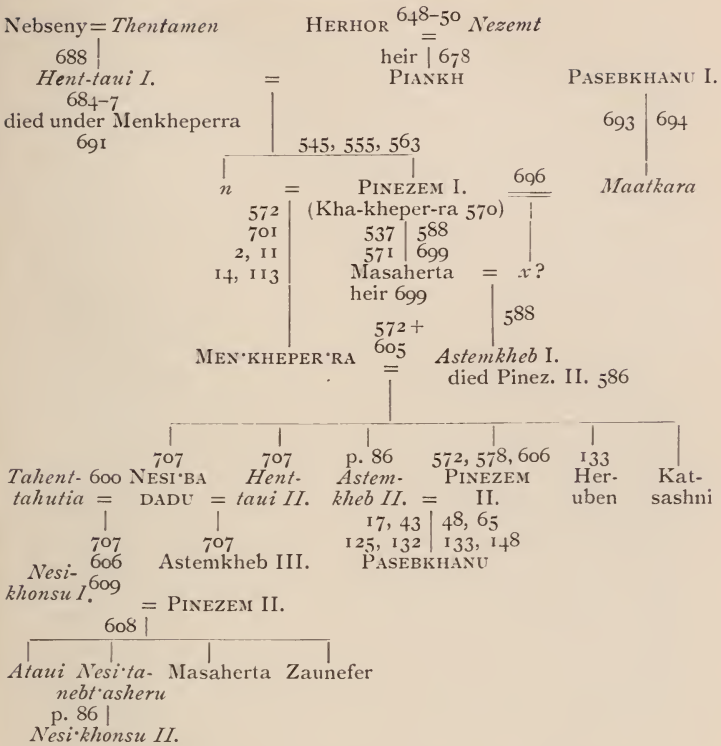 Nebseny = Thentamen HERHOR 648–50 Nezemt
688 =
heir 678
Hent-taui I. = PIANKH PASEBKHANU I.
684–7
died under Menkheperra 693 694
691
545, 555, 563
n = PINEZEM I. 696 Maatkara
572 (Kha-kheper-ra 570)
701 537 588
2, 11 571 699
14, 113 Masaherta = x?
heir 699
588
572 +
MEN·KHEPER·RA 605 Astemkheb I.
= died Pinez. II. 586
707 707 p. 86 572, 578, 606 133
Tahent- 600 NESI·BA Hent- Astem- PINEZEM Her- Kat-
tahutia = DADU = taui II. kheb II. = II. uben sashni
17, 43 48, 65
707 707 125, 132 133, 148
606 Astemkheb III. PASEBKHANU
Nesi-
khonsu I. 609
= PINEZEM II.
608
Ataui Nesi·ta- Masaherta Zaunefer
nebt·asheru
p. 86
Nesi·khonsu II.